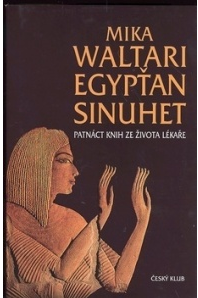 MIKA
WALTARI
EGYPŤAN
SINUHET
PATNÁCT KNIH ZE ŽIVOTA LÉKAŘE
ČESKÝ KLUB